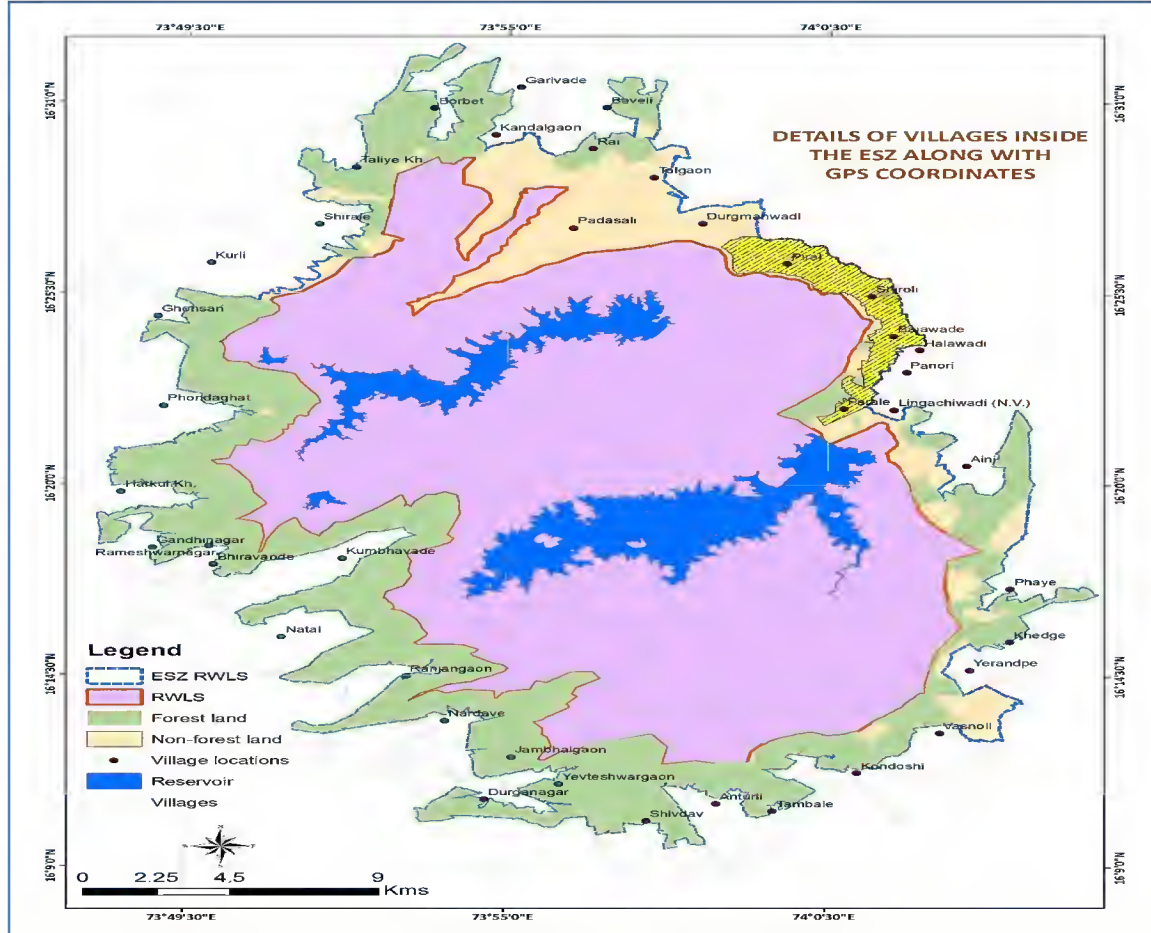 73°49'30"E
73°55'0"E
74°0'30"E
16°31'0"N
16°31'0"N
DETAILS OF VILLAGES INSIDE
THE ESZ ALONG WITH
GPS COORDINATES
Garivade
Borbet
Baveli
Kandalgaon
Rai
Taliye Kh.
Talgaon
Shirale
Padasali
Durgmanwadi
Kurli
Piral
16°25'30"N
16°25'30"N
Shiroli
Ghonsari
Halawadi
Panori
Phondaghat
Lingachiwadi (N.V.)
Aini
16°20'0"N
16°20'0"N
Harkul Kh.
Gandhinagar
Rameshwarnagar
Bhiravande
Kumbhavade
Phaye
Natal
Khedge
Yerandpe
Ranjangaon
16°14'30"N
16°14'30"N
Legend
ESZ RWLS
RWLS
Forest land
Non-forest land
Village locations
Reservoir
Villages
Nardave
Vasnoli
Jambhalgaon
Kondoshi
Yevteshwargaon
Durganagar
Anturli
Tambale
Shivdav
16°9'0"N
16°9'0"N
0 2.25 4.5 9
Kms
73°49'30"E
73°55'0"E
74°0'30"E